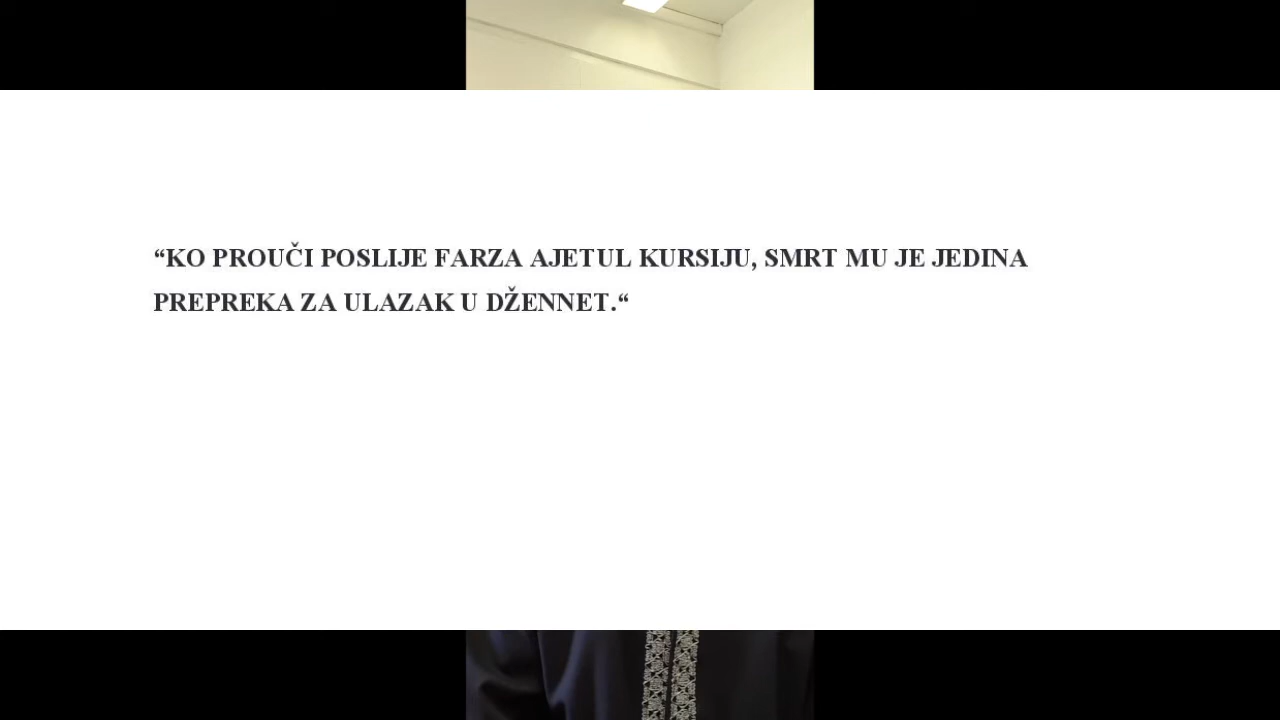 “KO PROUČI POSLIJE FARZA AJETUL KURSIJU, SMRT MU JE JEDINA
PREPREKA ZA ULAZAK U DŽENNET.“